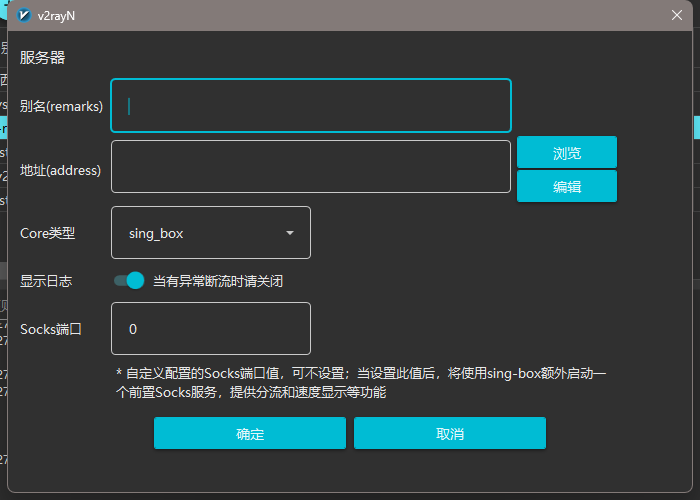 v2rayN
服务器
别名(remarks)
地址(address)
浏览
编辑
Core类型
sing_box
显示日志
当有异常断流时请关闭
Socks端口
0
* 自定义配置的Socks端口值，可不设置；当设置此值后，将使用sing-box额外启动一
个前置Socks服务，提供分流和速度显示等功能
确定
取消